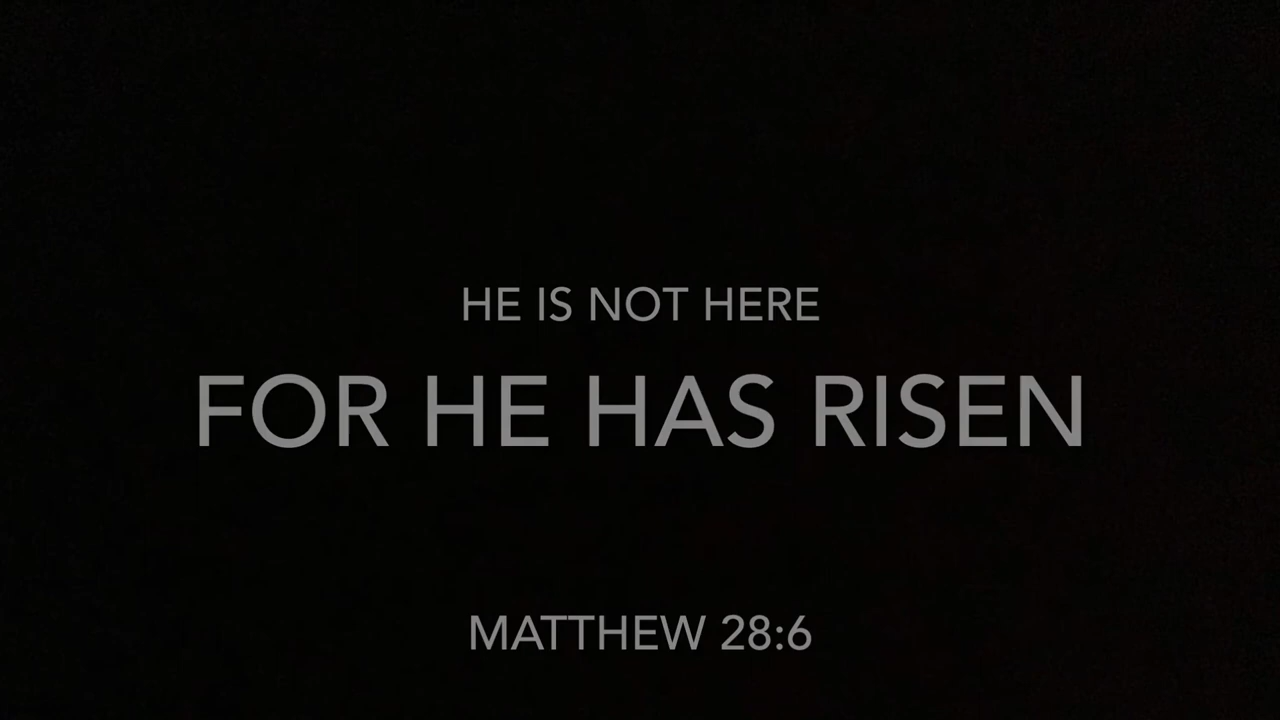 HE IS NOT HERE
FOR HE HAS RISEN
MATTHEW 28:6